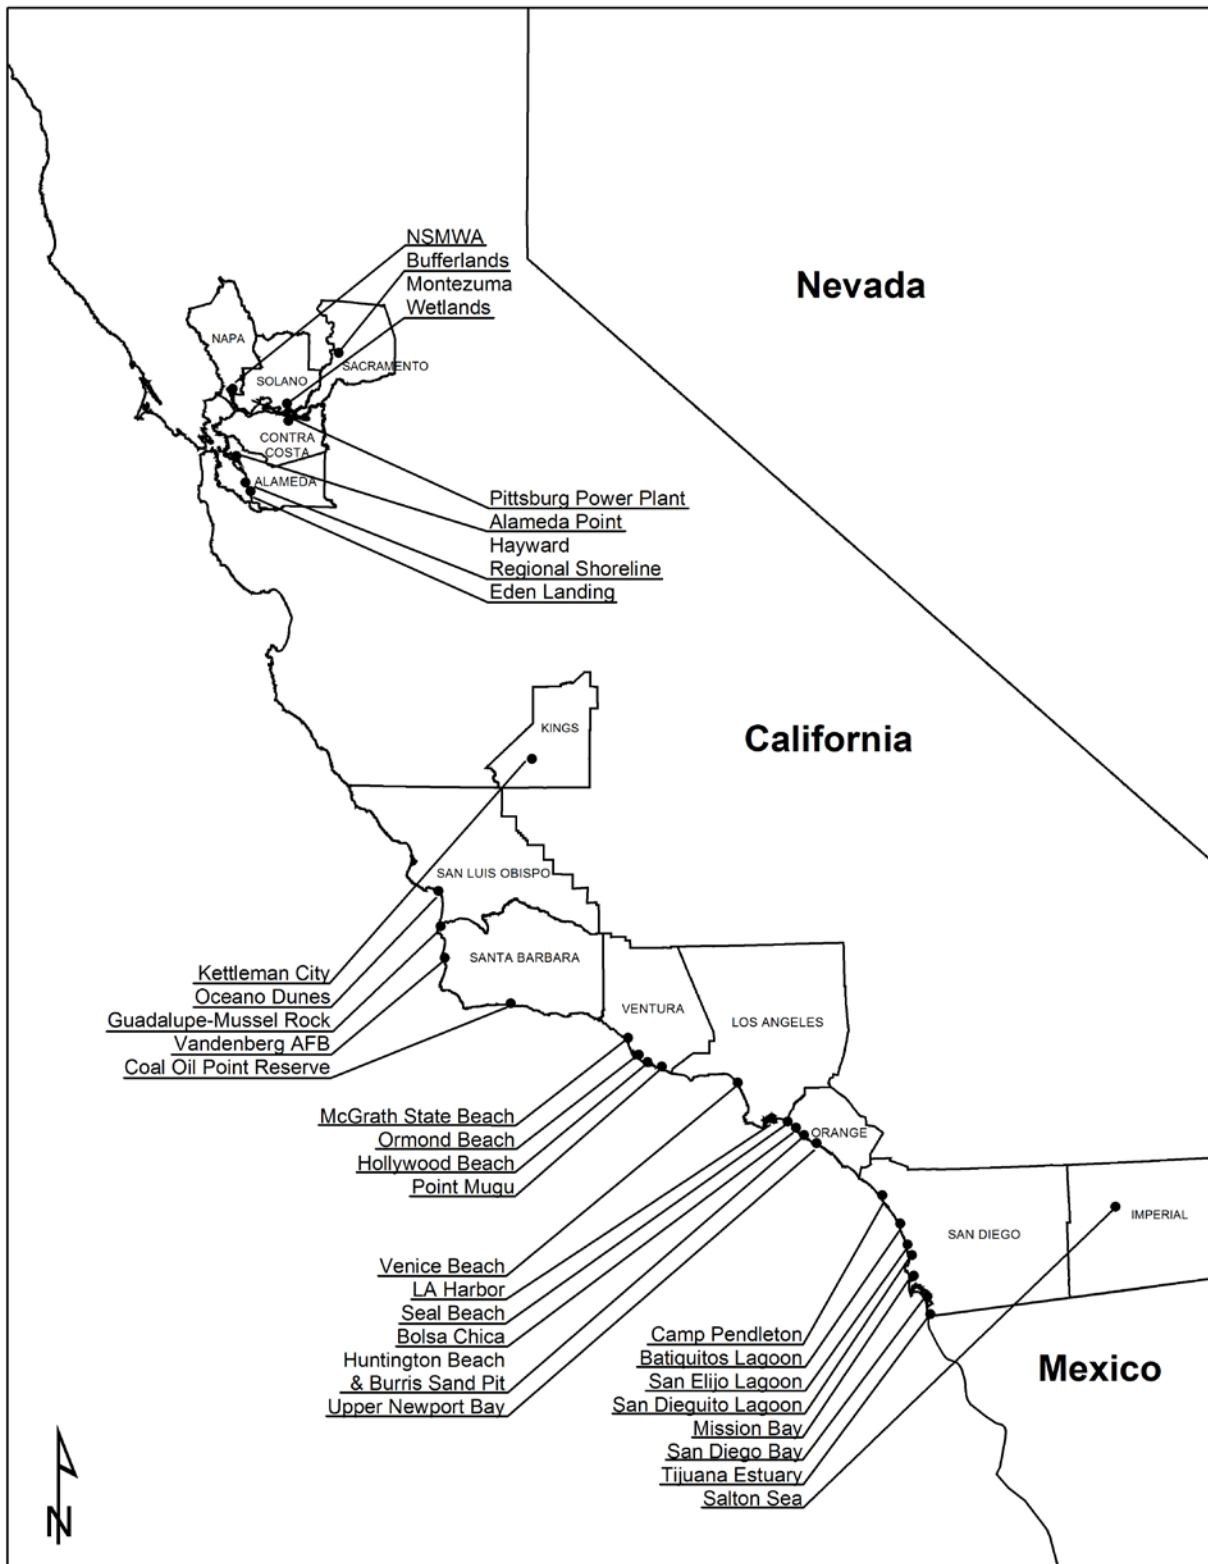 NSMWA
Bufferlands
Montezuma
Wetlands
Nevada
NAPA
SACRAMENTO
SOLANO
CONTRA
COSTA
ALAMEDA
Pittsburg Power Plant
Alameda Point
Hayward
Regional Shoreline
Eden Landing
KINGS
California
SAN LUIS OBISPO
SANTA BARBARA
Kettleman City
Oceano Dunes
Guadalupe-Mussel Rock
Vandenberg AFB
Coal Oil Point Reserve
VENTURA
LOS ANGELES
McGrath State Beach
Ormond Beach
Hollywood Beach
Point Mugu
ORANGE
SAN DIEGO
IMPERIAL
Venice Beach
LA Harbor
Seal Beach
Bolsa Chica
Huntington Beach
& Burris Sand Pit
Upper Newport Bay
Camp Pendleton
Batiquitos Lagoon
San Elijo Lagoon
San Dieguito Lagoon
Mission Bay
San Diego Bay
Tijuana Estuary
Salton Sea
Mexico
N